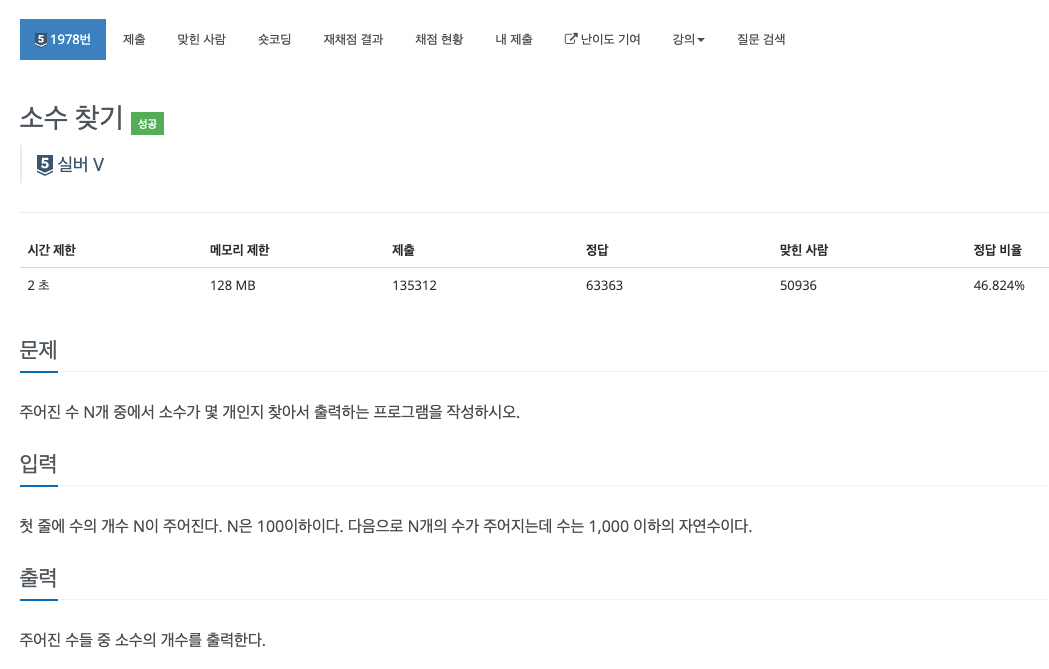 5 1978번 제출 맞힌 사람 숏코딩 재채점 결과 채점 현황 내 제출 난이도 기여 강의 질문 검색
소수 찾기 성공
5 실버 V
시간 제한 메모리 제한 제출 정답 맞힌 사람 정답 비율
2 초 128 MB 135312 63363 50936 46.824%
문제
주어진 수 N개 중에서 소수가 몇 개인지 찾아서 출력하는 프로그램을 작성하시오.
입력
첫 줄에 수의 개수 N이 주어진다. N은 100이하이다. 다음으로 N개의 수가 주어지는데 수는 1,000 이하의 자연수이다.
출력
주어진 수들 중 소수의 개수를 출력한다.